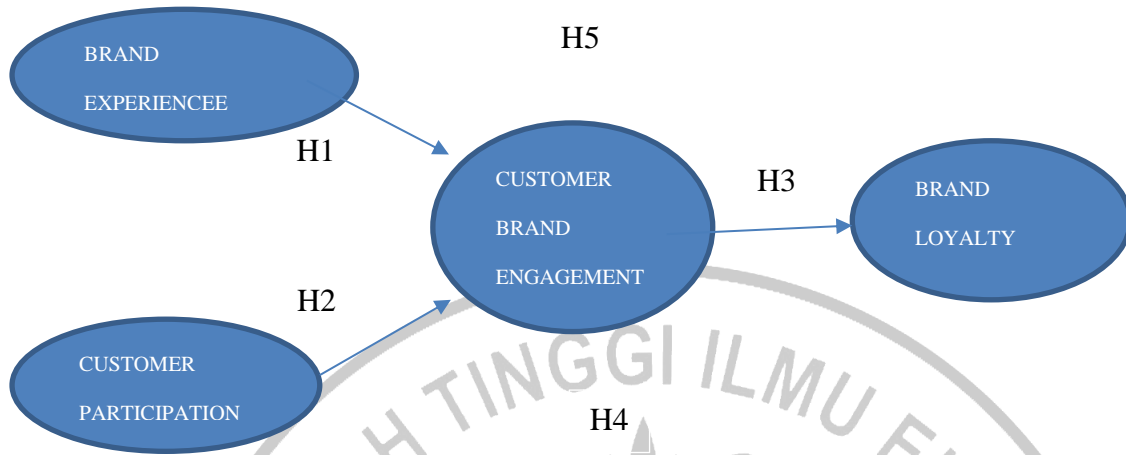 H5
BRAND
EXPERIENCEE
H1
CUSTOMER
BRAND
ENGAGEMENT
H3
BRAND
LOYALTY
H2
CUSTOMER
PARTICIPATION
H TINGGI ILMU E
H4